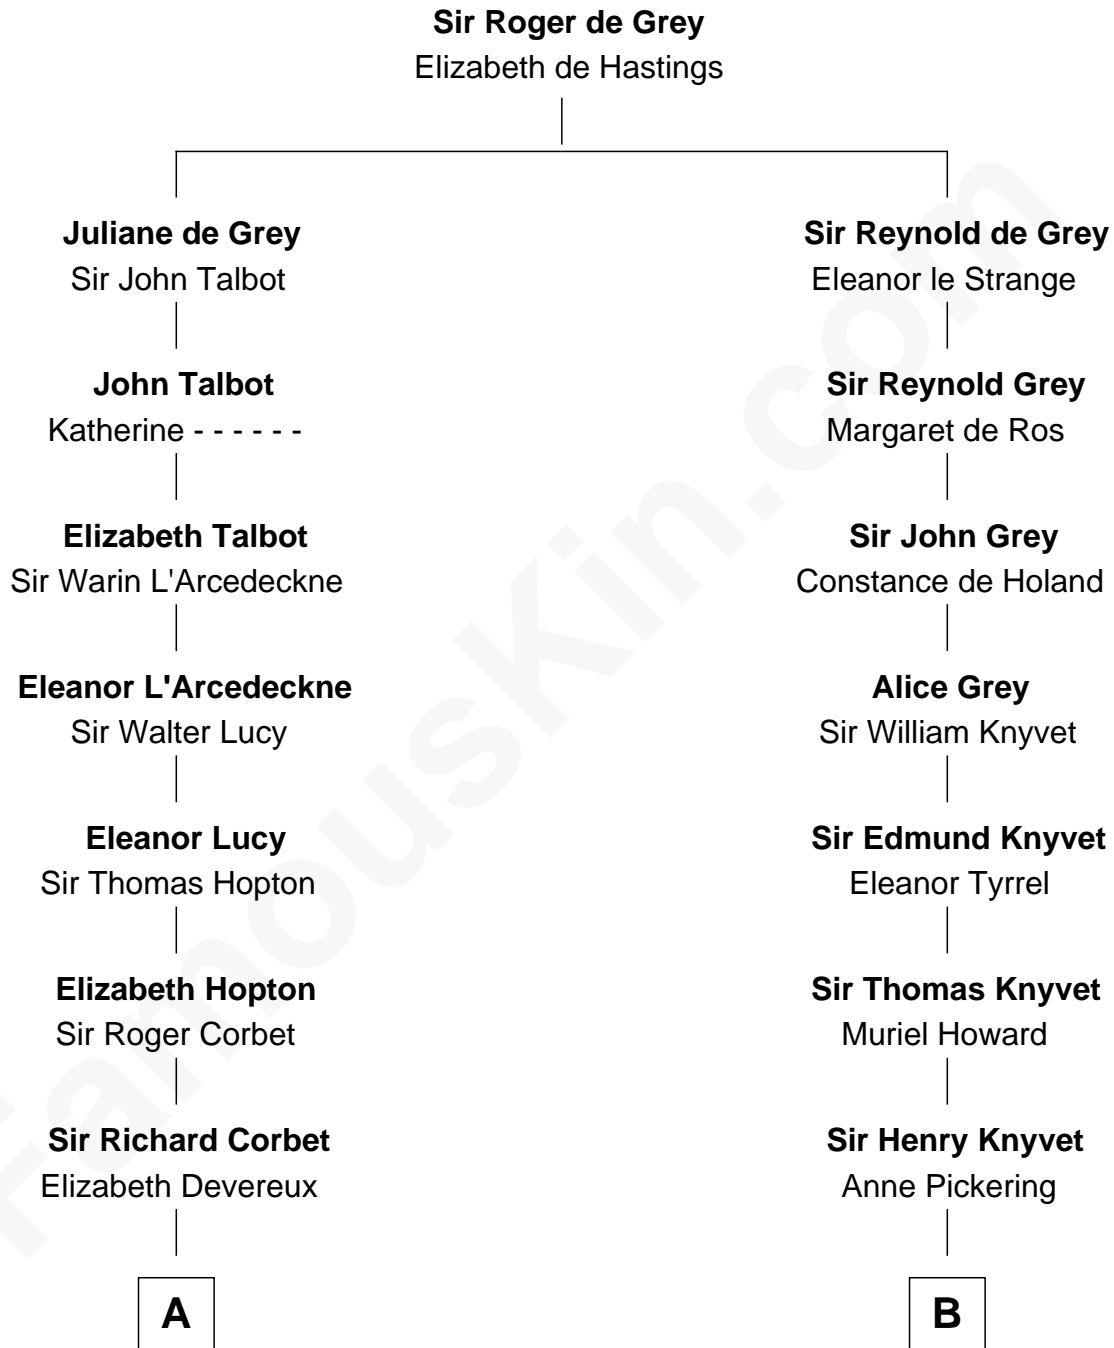 Sir Roger de Grey
Elizabeth de Hastings
Juliane de Grey
Sir John Talbot
Sir Reynold de Grey
Eleanor le Strange
John Talbot
Katherine - - - - - -
Sir Reynold Grey
Margaret de Ros
Elizabeth Talbot
Sir Warin L'Arcedeckne
Sir John Grey
Constance de Holand
Eleanor L'Arcedeckne
Sir Walter Lucy
Alice Grey
Sir William Knyvet
Eleanor Lucy
Sir Thomas Hopton
Sir Edmund Knyvet
Eleanor Tyrrel
Elizabeth Hopton
Sir Roger Corbet
Sir Thomas Knyvet
Muriel Howard
Sir Richard Corbet
Elizabeth Devereux
Sir Henry Knyvet
Anne Pickering
A
B
FamousKin.com